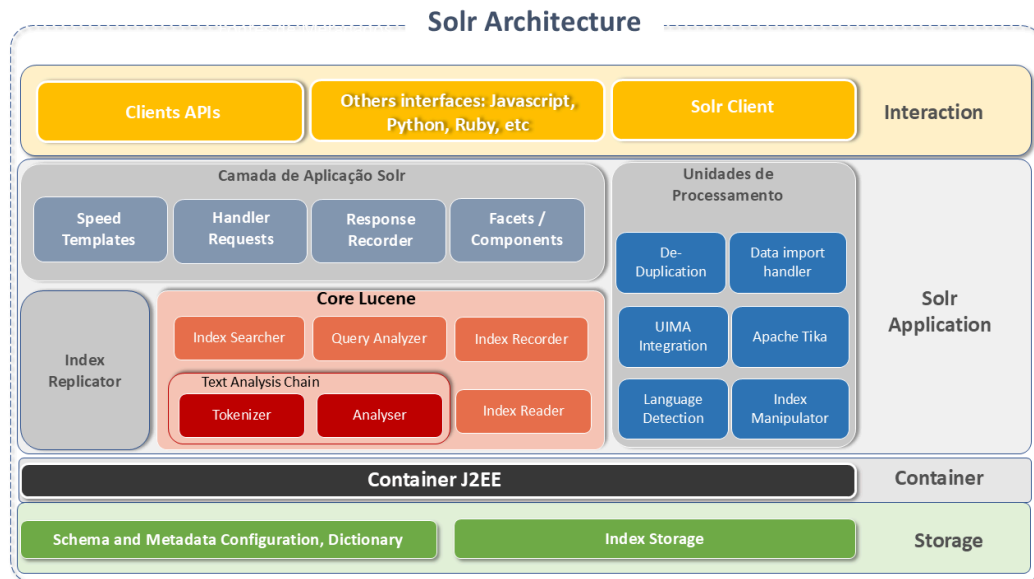 Solr Architecture
Clients APIs
Others interfaces: Javascript,
Python, Ruby, etc
Solr Client
Interaction
Camada de Aplicação Solr
Speed
Templates
Handler
Requests
Response
Recorder
Facets /
Components
Unidades de
Processamento
De-
Duplication
Data import
handler
UIMA
Integration
Apache Tika
Language
Detection
Index
Manipulator
Solr
Application
Index
Replicator
Core Lucene
Index Searcher
Query Analyzer
Index Recorder
Text Analysis Chain
Tokenizer
Analyser
Index Reader
Container J2EE
Container
Schema and Metadata Configuration, Dictionary
Index Storage
Storage